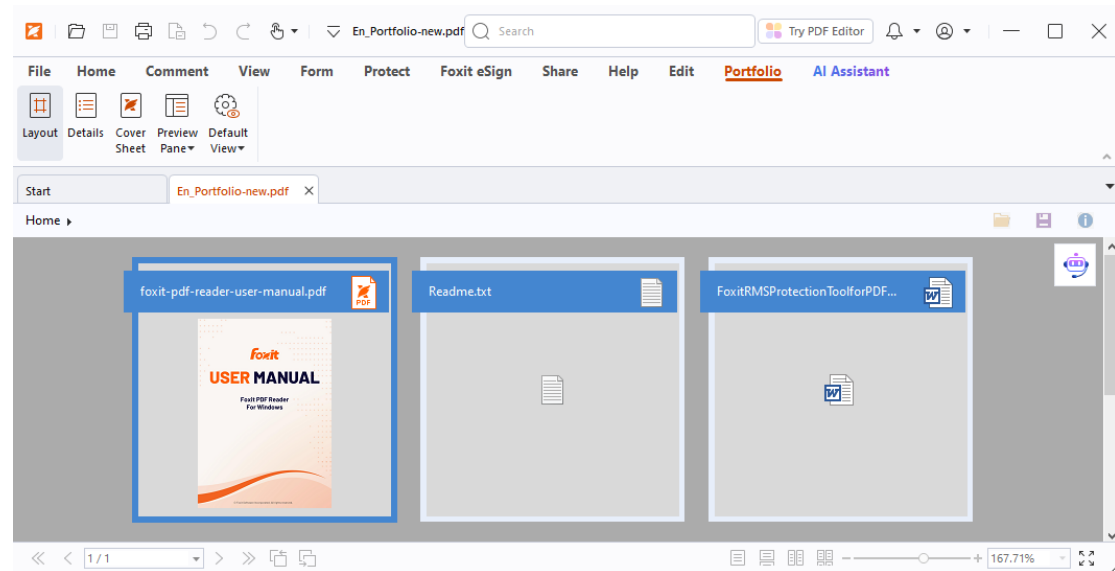 En_Portfolio-new.pdf Search Try PDF Editor
File Home Comment View Form Protect Foxit eSign Share Help Edit Portfolio AI Assistant
Layout Details Cover Sheet Preview Pane Default View
Start En_Portfolio-new.pdf
Home
foxit-pdf-reader-user-manual.pdf Readme.txt FoxitRMSProtectionToolforPDF...
PDF
Foxit
USER MANUAL
Foxit PDF Reader
For Windows
1 / 1 167.71%